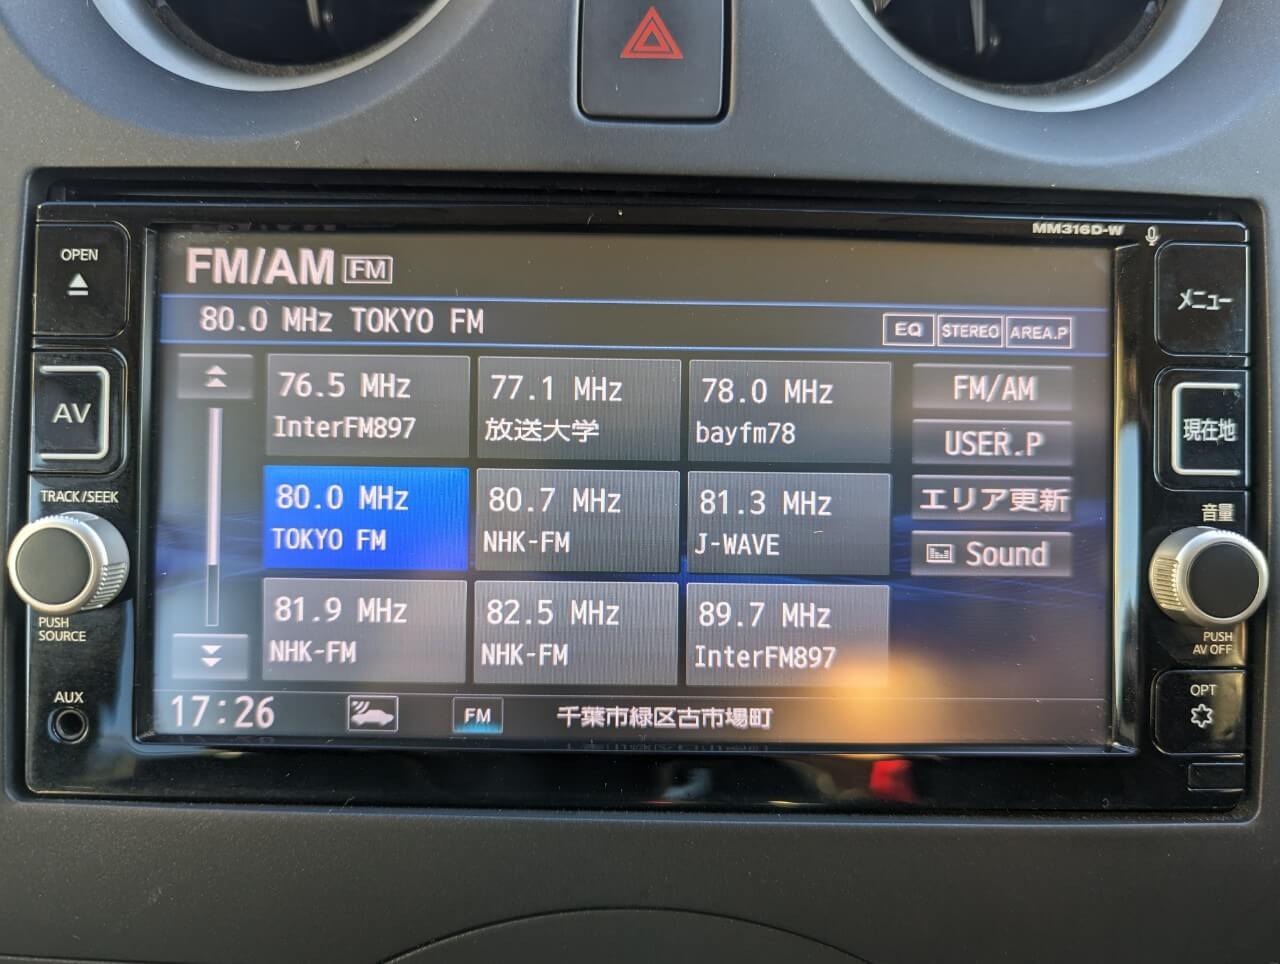 MM316D-W
OPEN
AV
TRACK/SEEK
PUSH
SOURCE
AUX
FM/AM FM
80.0 MHz TOKYO FM
EQ STEREO AREA.P
76.5 MHz
InterFM897
77.1 MHz
放送大学
78.0 MHz
bayfm78
80.0 MHz
TOKYO FM
80.7 MHz
NHK-FM
81.3 MHz
J-WAVE
81.9 MHz
NHK-FM
82.5 MHz
NHK-FM
89.7 MHz
InterFM897
FM/AM
USER.P
エリア更新
Sound
17:26 FM 千葉市緑区古市場町
メニュー
現在地
音量
PUSH
AV OFF
OPT